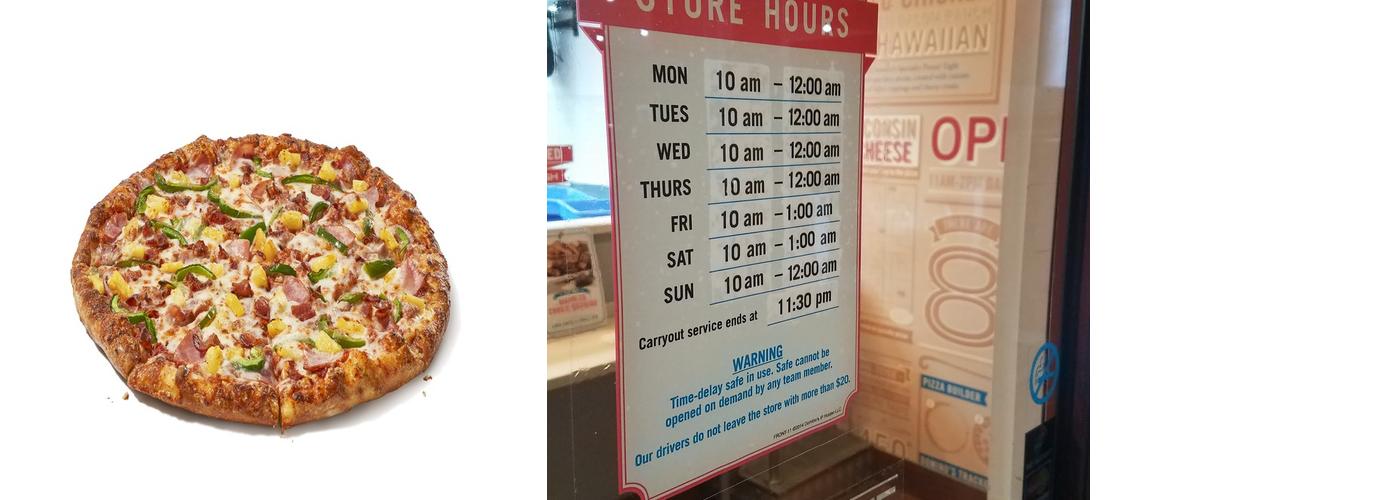 STORE HOURS
MON 10 am – 12:00 am
TUES 10 am – 12:00 am
WED 10 am – 12:00 am
THURS 10 am – 12:00 am
FRI 10 am – 1:00 am
SAT 10 am – 1:00 am
SUN 10 am – 12:00 am
Carryout service ends at 11:30 pm
WARNING
Time-delay safe in use. Safe cannot be
opened on demand by any team member.
Our drivers do not leave the store with more than $20.
HAWAIIAN
CONSIN
HEESE
OPE
PIZZA BUILDER